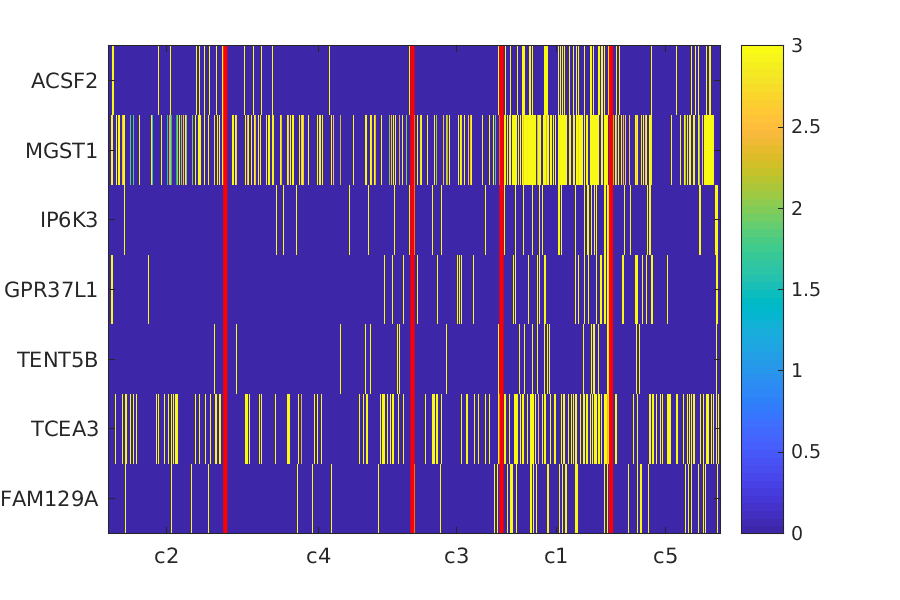 ACSF2
MGST1
IP6K3
GPR37L1
TENT5B
TCEA3
FAM129A
c2 c4 c3 c1 c5
3
2.5
2
1.5
1
0.5
0